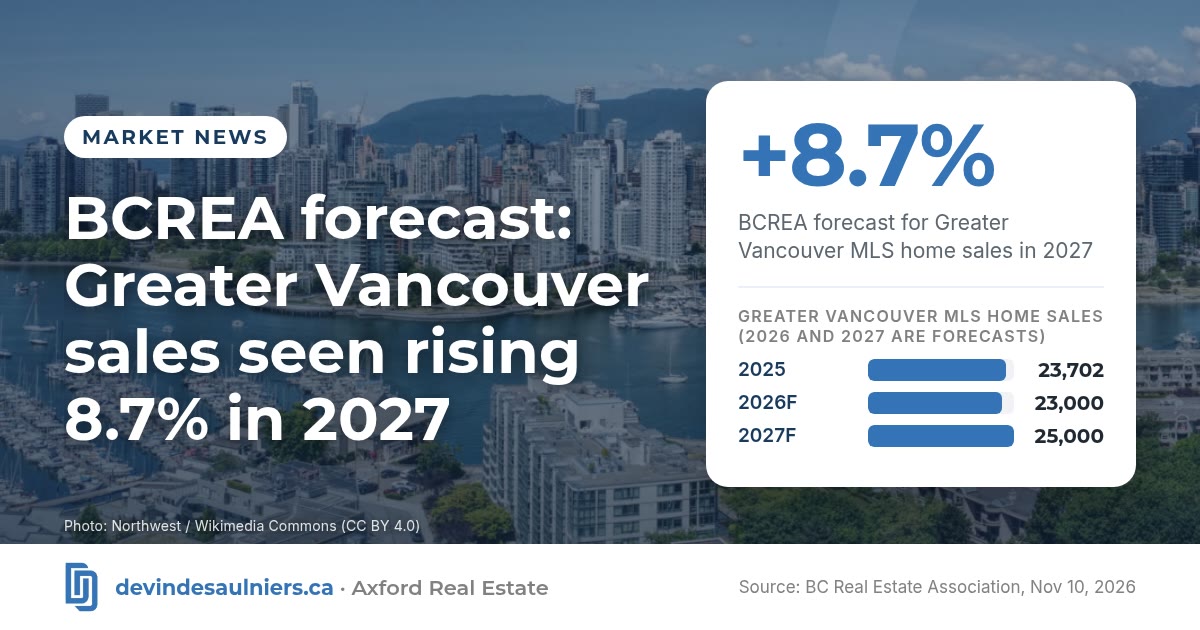 MARKET NEWS
BCREA forecast:
Greater Vancouver
sales seen rising
8.7% in 2027
Photo: Northwest / Wikimedia Commons (CC BY 4.0)
+8.7%
BCREA forecast for Greater
Vancouver MLS home sales in 2027
GREATER VANCOUVER MLS HOME SALES
(2026 AND 2027 ARE FORECASTS)
2025 23,702
2026F 23,000
2027F 25,000
devindesaulniers.ca · Axford Real Estate
Source: BC Real Estate Association, Nov 10, 2026